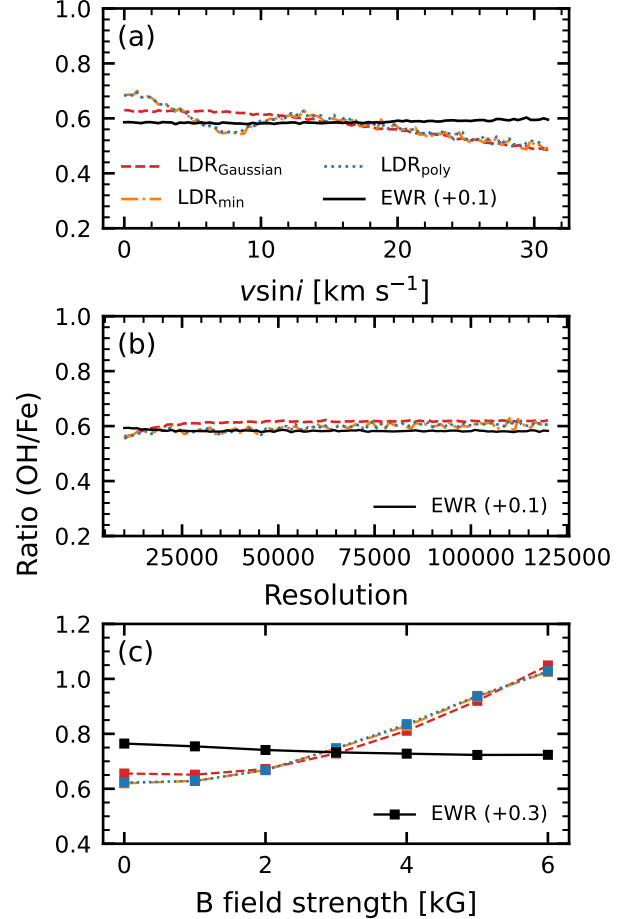 (a)
1.0
0.8
0.6
0.4
0.2
LDR_Gaussian
LDR_poly
LDR_min
EWR (+0.1)
0 10 20 30
vsini [km s⁻¹]
(b)
1.0
0.8
0.6
0.4
0.2
EWR (+0.1)
25000 50000 75000 100000 125000
Resolution
Ratio (OH/Fe)
(c)
1.2
1.0
0.8
0.6
0.4
EWR (+0.3)
0 2 4 6
B field strength [kG]